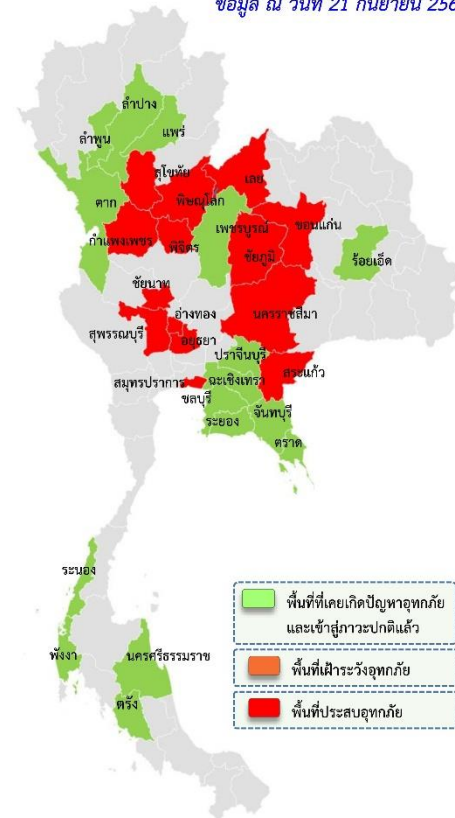 ข้อมูล ณ วันที่ 21 กันยายน 256
ลำปาง
ลำพูน
แพร่
สุโขทัย
เลย
ตาก
พิษณุโลก
เพชรบูรณ์
ขอนแก่น
กำแพงเพชร
พิจิตร
ชัยภูมิ
ร้อยเอ็ด
ชัยนาท
อ่างทอง
นครราชสีมา
สุพรรณบุรี
อยุธยา
ปราจีนบุรี
สระแก้ว
สมุทรปราการ
ฉะเชิงเทรา
ชลบุรี
จันทบุรี
ระยอง
ตราด
ระนอง
พังงา
นครศรีธรรมราช
ตรัง
พื้นที่ที่เคยเกิดปัญหาอุทกภัย
และเข้าสู่ภาวะปกติแล้ว
พื้นที่เฝ้าระวังอุทกภัย
พื้นที่ประสบอุทกภัย